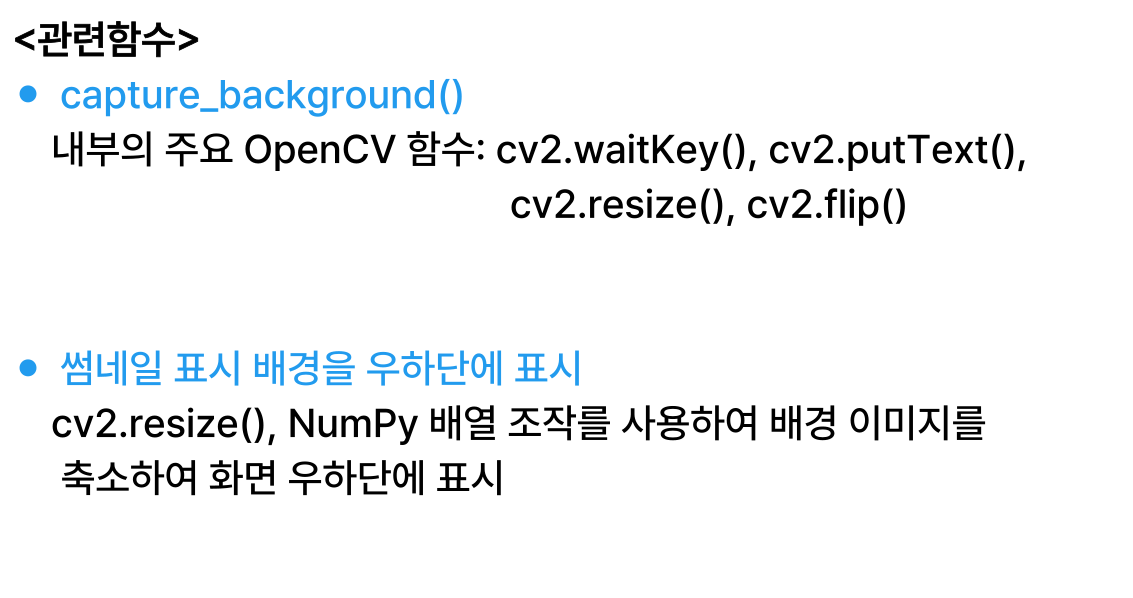 <관련함수>
• capture_background()
내부의 주요 OpenCV 함수: cv2.waitKey(), cv2.putText(),
cv2.resize(), cv2.flip()
• 썸네일 표시 배경을 우하단에 표시
cv2.resize(), NumPy 배열 조작를 사용하여 배경 이미지를
축소하여 화면 우하단에 표시